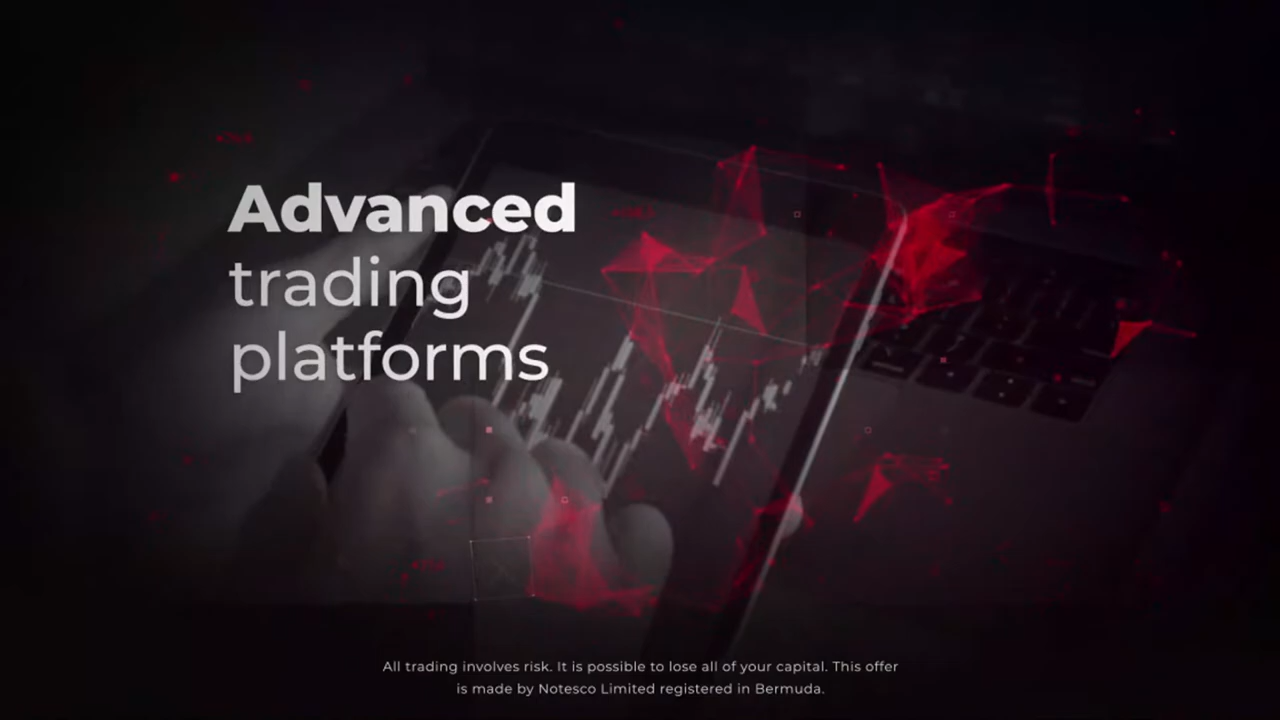 Advanced
trading
platforms
All trading involves risk. It is possible to lose all of your capital. This offer
is made by Notesco Limited registered in Bermuda.